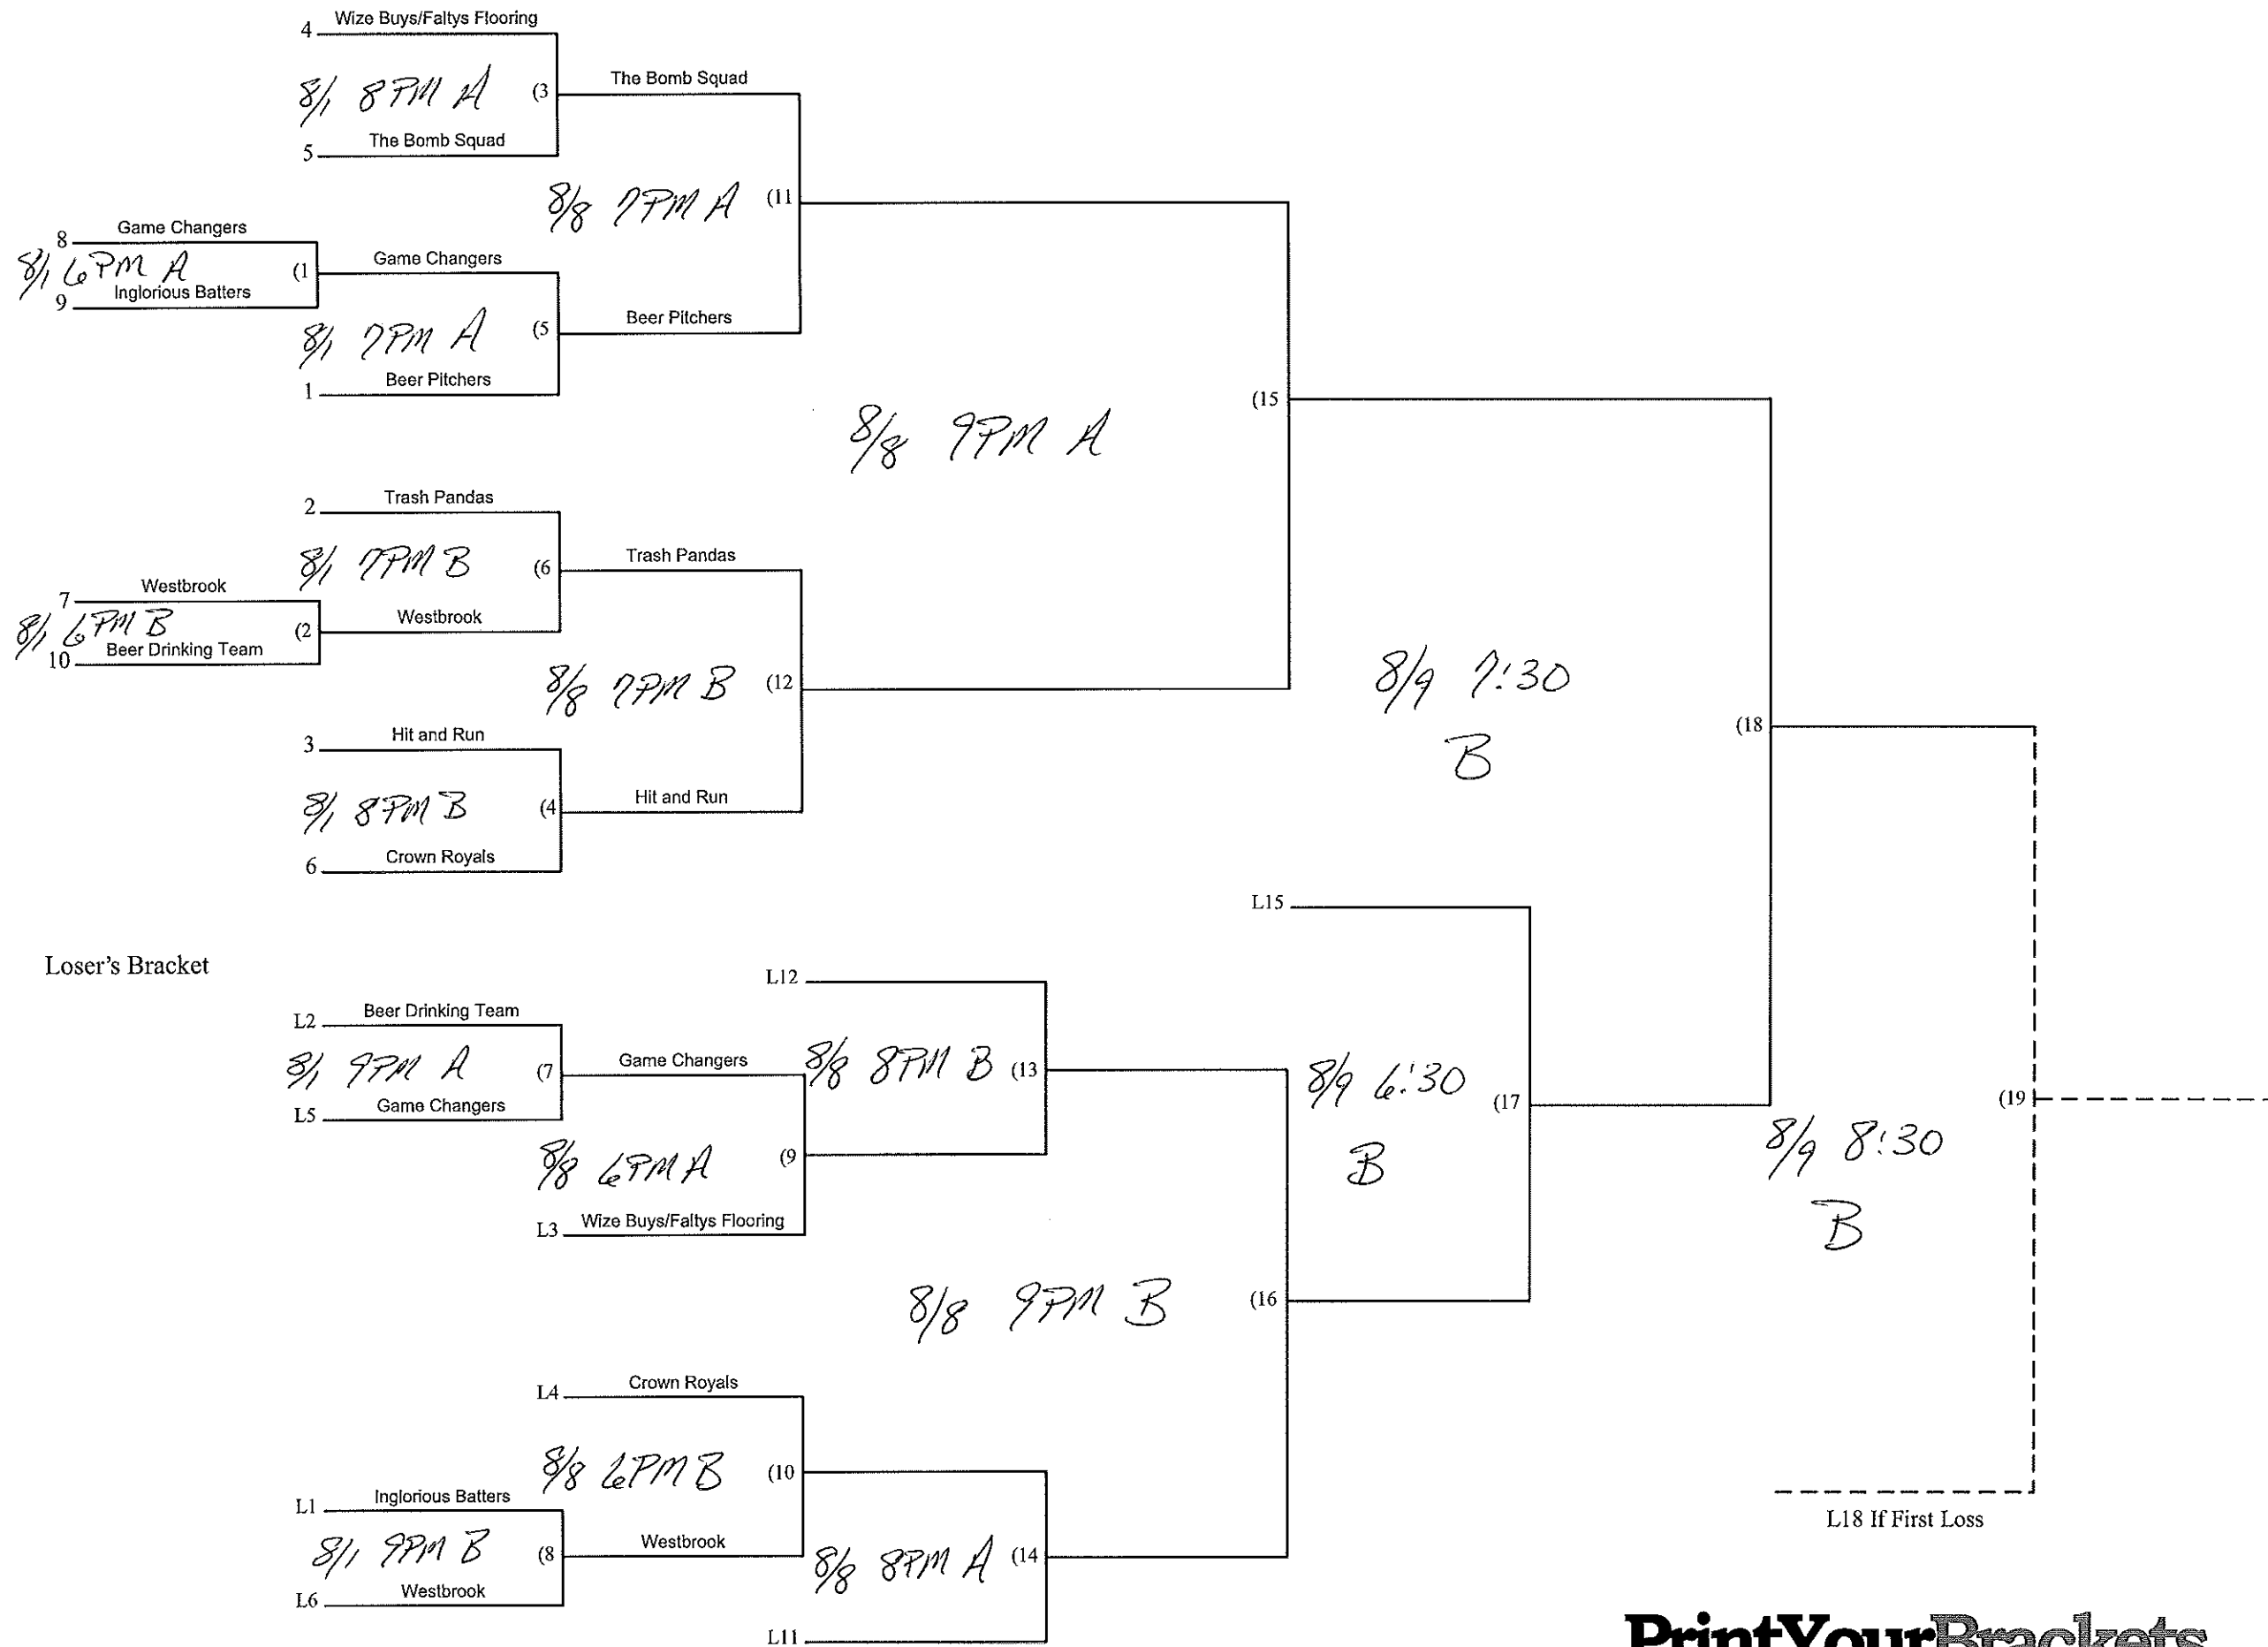 4 Wize Buys/Faltys Flooring
8/1 8PM A (3
5 The Bomb Squad
The Bomb Squad
8/8 7PM A (11
8 Game Changers
8/1 6PM A (1
9 Inglorious Batters
Game Changers
8/1 7PM A (5
1 Beer Pitchers
Beer Pitchers
8/8 9PM A (15
2 Trash Pandas
8/1 7PM B (6
Westbrook
Trash Pandas
7 Westbrook
8/1 6PM B (2
10 Beer Drinking Team
8/8 7PM B (12
3 Hit and Run
8/1 8PM B (4
6 Crown Royals
Hit and Run
8/9 7:30
B
(18
Loser's Bracket
L15
L12
L2 Beer Drinking Team
8/1 9PM A (7
L5 Game Changers
Game Changers
8/8 8PM B (13
8/8 6PM A (9
L3 Wize Buys/Faltys Flooring
8/9 6:30
B
(17
8/9 8:30
B
(19
8/8 9PM B (16
L4 Crown Royals
8/8 6PM B (10
L1 Inglorious Batters
8/1 9PM B (8
L6 Westbrook
Westbrook
8/8 8PM A (14
L11
L18 If First Loss
PrintYourBrackets